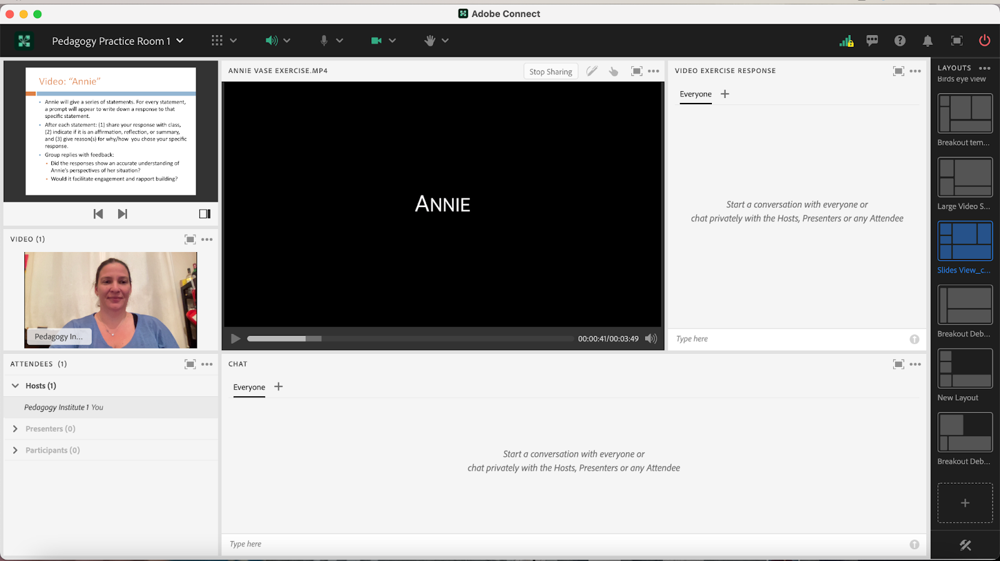 Adobe Connect
Pedagogy Practice Room 1
Video: “Annie”
Annie will give a series of statements. For every statement,
a prompt will appear to write down a response to that
specific statement.
After each statement: (1) share your response with class,
(2) indicate if it is an affirmation, reflection, or summary,
and (3) give reason(s) for why/how you chose your specific
response.
Group replies with feedback:
Did the responses show an accurate understanding of
Annie’s perspectives of her situation?
Would it facilitate engagement and rapport building?
VIDEO (1)
Pedagogy In...
ATTENDEES (1)
Hosts (1)
Pedagogy Institute 1 You
Presenters (0)
Participants (0)
ANNIE VASE EXERCISE.MP4
Stop Sharing
ANNIE
00:00:41/00:03:49
VIDEO EXERCISE RESPONSE
Everyone
Start a conversation with everyone or
chat privately with the Hosts, Presenters or any Attendee
Type here
CHAT
Everyone
Start a conversation with everyone or
chat privately with the Hosts, Presenters or any Attendee
Type here
LAYOUTS
Birds eye view
Breakout tem...
Large Video S...
Slides View_c...
Breakout Deb...
New Layout
Breakout Deb...